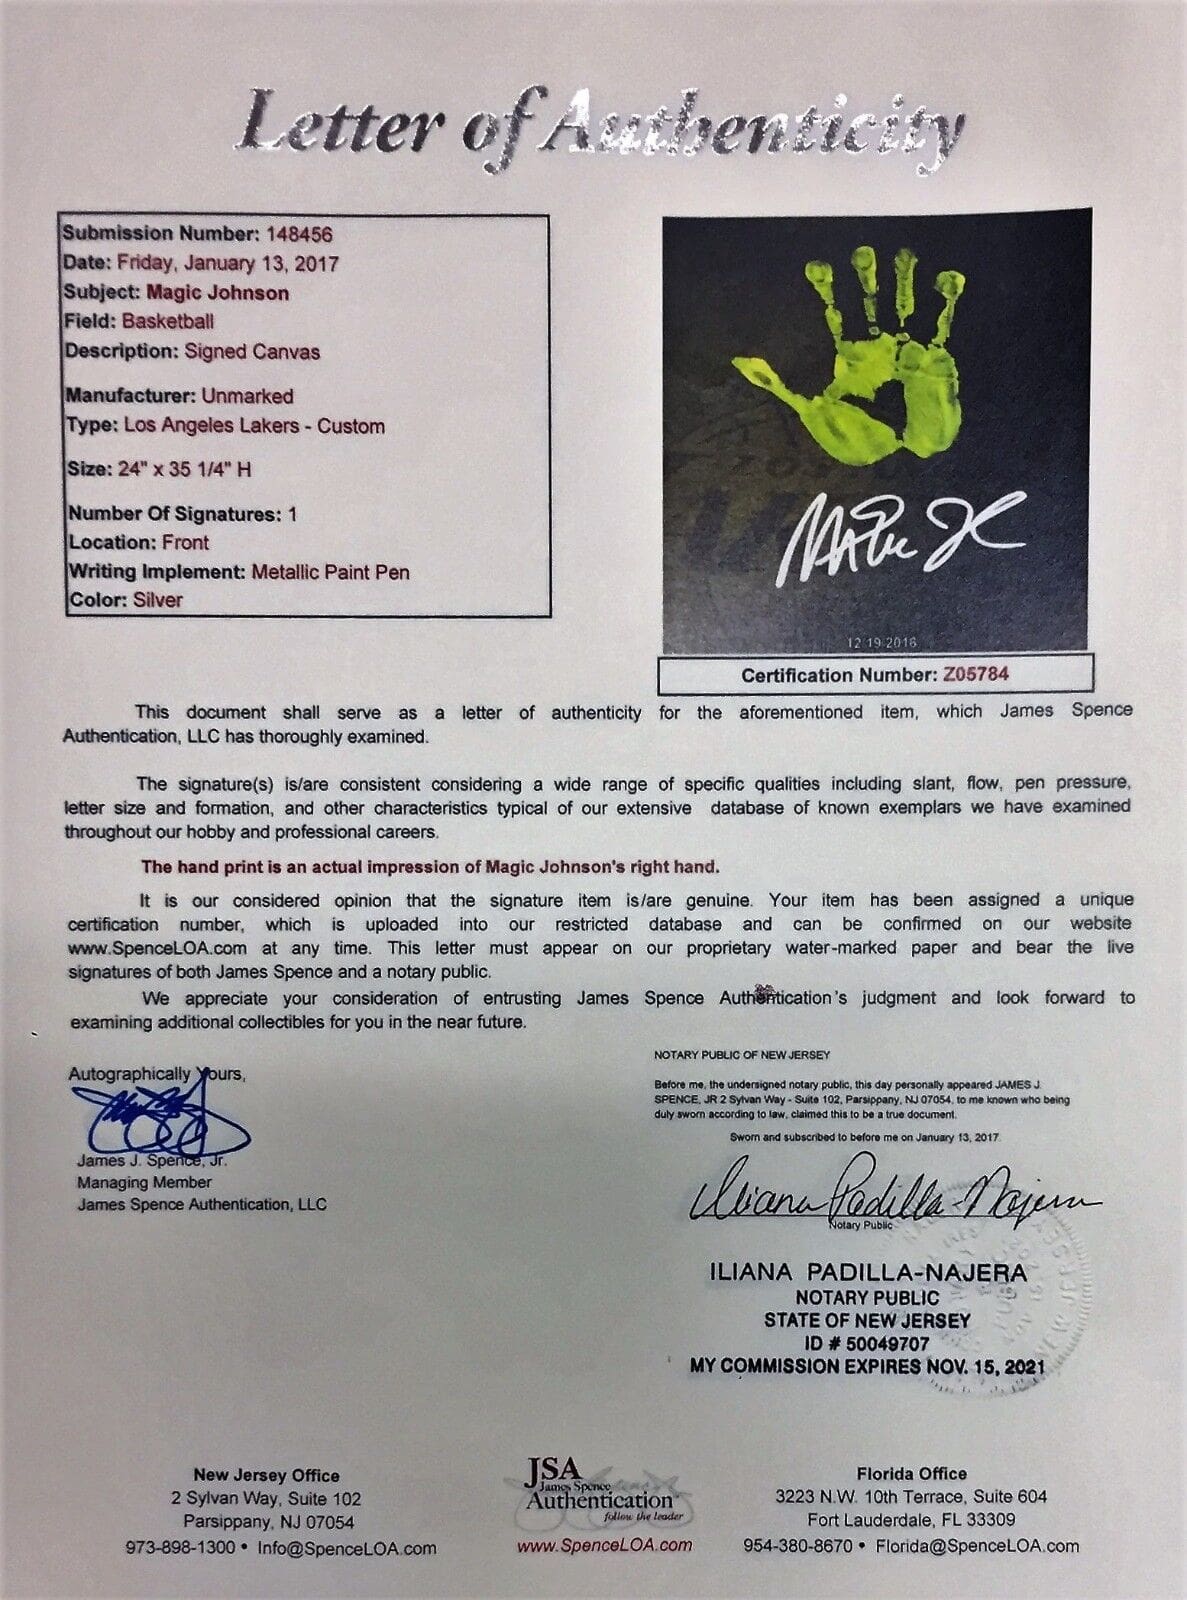 Letter of Authenticity
Submission Number: 148456
Date: Friday, January 13, 2017
Subject: Magic Johnson
Field: Basketball
Description: Signed Canvas
Manufacturer: Unmarked
Type: Los Angeles Lakers - Custom
Size: 24" x 35 1/4" H
Number Of Signatures: 1
Location: Front
Writing Implement: Metallic Paint Pen
Color: Silver
Magic J
12 19 2016
Certification Number: Z05784
This document shall serve as a letter of authenticity for the aforementioned item, which James Spence
Authentication, LLC has thoroughly examined.
The signature(s) is/are consistent considering a wide range of specific qualities including slant, flow, pen pressure,
letter size and formation, and other characteristics typical of our extensive database of known exemplars we have examined
throughout our hobby and professional careers.
The hand print is an actual impression of Magic Johnson's right hand.
It is our considered opinion that the signature item is/are genuine. Your item has been assigned a unique
certification number, which is uploaded into our restricted database and can be confirmed on our website
www.SpenceLOA.com at any time. This letter must appear on our proprietary water-marked paper and bear the live
signatures of both James Spence and a notary public.
We appreciate your consideration of entrusting James Spence Authentication's judgment and look forward to
examining additional collectibles for you in the near future.
Autographically Yours,
James J. Spence, Jr.
Managing Member
James Spence Authentication, LLC
NOTARY PUBLIC OF NEW JERSEY
Before me, the undersigned notary public, this day personally appeared JAMES J.
SPENCE, JR 2 Sylvan Way - Suite 102, Parsippany, NJ 07054, to me known who being
duly sworn according to law, claimed this to be a true document.
Sworn and subscribed to before me on January 13, 2017.
Iliana Padilla-Najera
Notary Public
ILIANA PADILLA-NAJERA
NOTARY PUBLIC
STATE OF NEW JERSEY
ID # 50049707
MY COMMISSION EXPIRES NOV. 15, 2021
New Jersey Office
2 Sylvan Way, Suite 102
Parsippany, NJ 07054
973-898-1300 • Info@SpenceLOA.com
JSA
James Spence
Authentication
follow the leader
www.SpenceLOA.com
Florida Office
3223 N.W. 10th Terrace, Suite 604
Fort Lauderdale, FL 33309
954-380-8670 • Florida@SpenceLOA.com